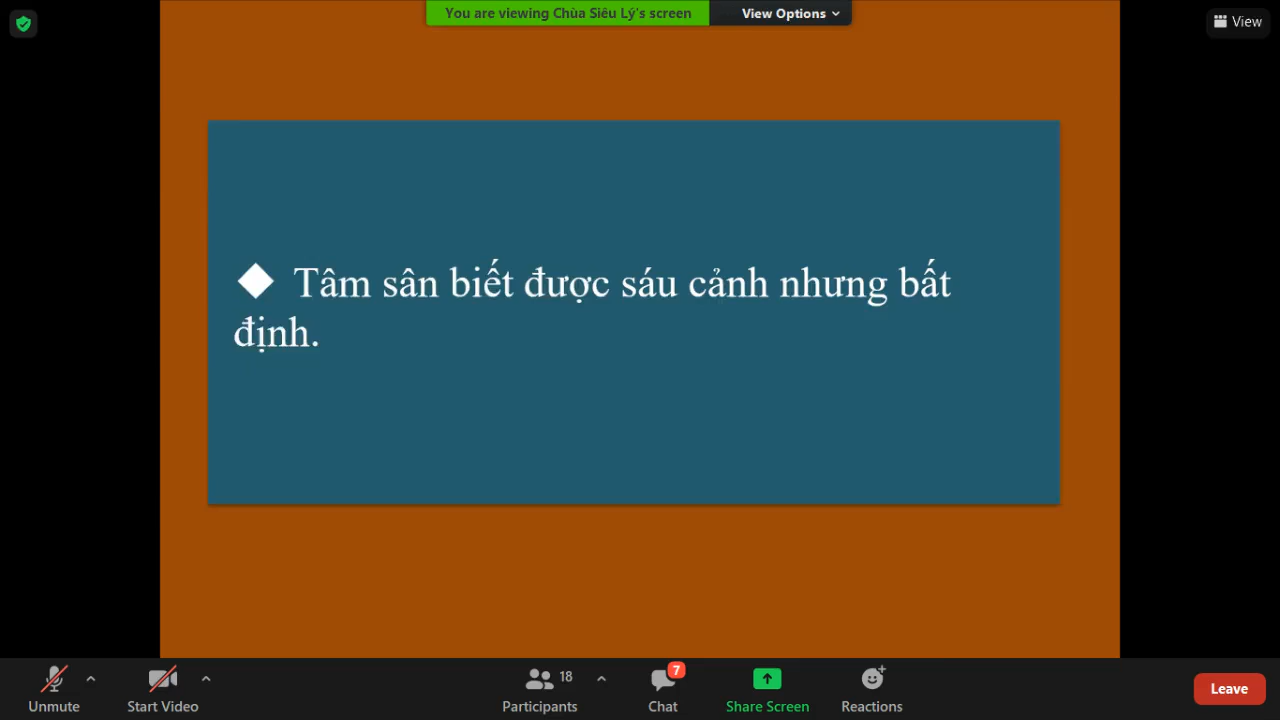 You are viewing Chùa Siêu Lý's screen
View Options
View
◆ Tâm sân biết được sáu cảnh nhưng bất
định.
Unmute
Start Video
18
Participants
7
Chat
Share Screen
Reactions
Leave